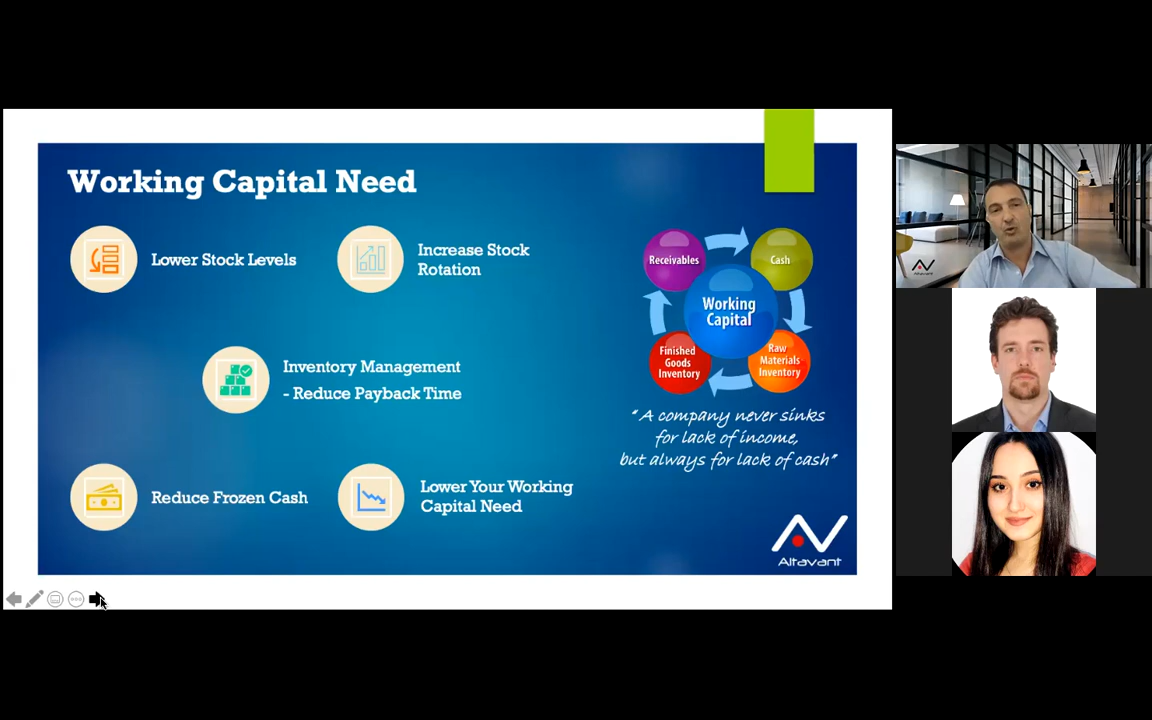 Working Capital Need
Lower Stock Levels
Increase Stock
Rotation
Inventory Management
- Reduce Payback Time
Reduce Frozen Cash
Lower Your Working
Capital Need
Receivables
Cash
Working
Capital
Finished
Goods
Inventory
Raw
Materials
Inventory
“ A company never sinks
for lack of income,
but always for lack of cash”
Altavant
Altavant